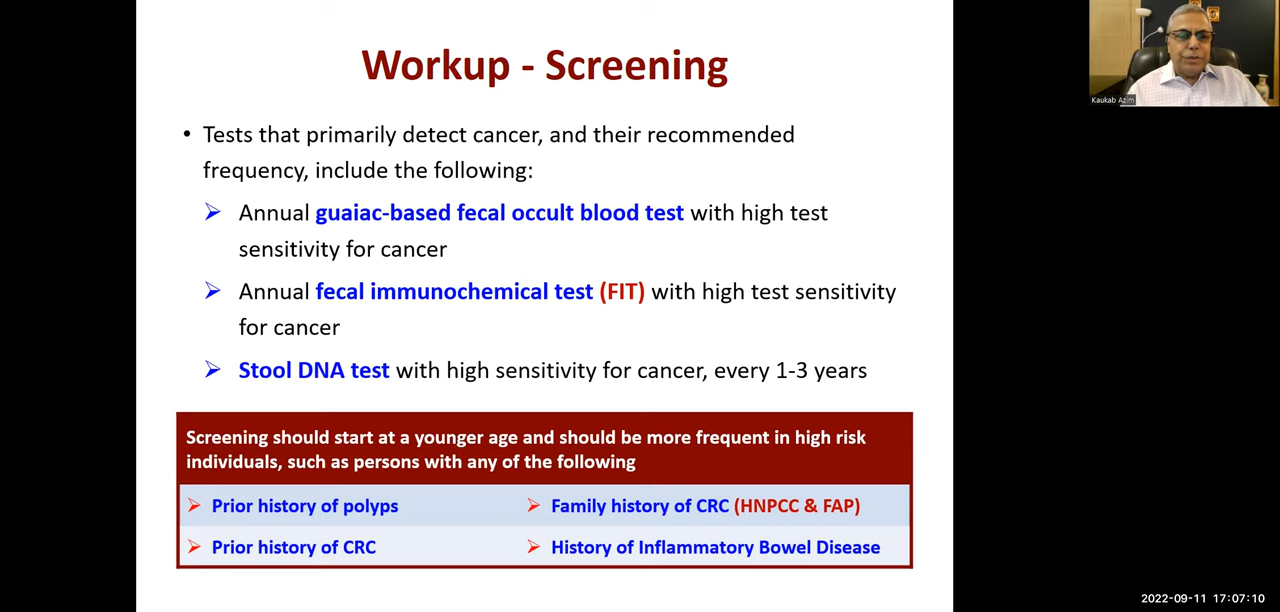 Workup - Screening
• Tests that primarily detect cancer, and their recommended
frequency, include the following:
➢ Annual guaiac-based fecal occult blood test with high test
sensitivity for cancer
➢ Annual fecal immunochemical test (FIT) with high test sensitivity
for cancer
➢ Stool DNA test with high sensitivity for cancer, every 1-3 years
Screening should start at a younger age and should be more frequent in high risk
individuals, such as persons with any of the following
➢ Prior history of polyps
➢ Family history of CRC (HNPCC & FAP)
➢ Prior history of CRC
➢ History of Inflammatory Bowel Disease
Kaukab Azim
2022-09-11 17:07:10